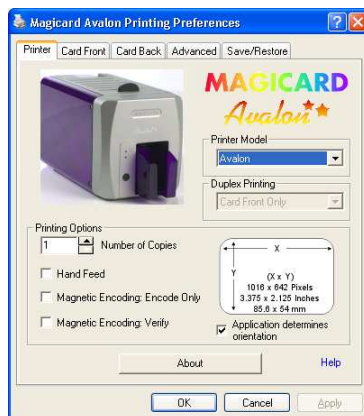 Magicard Avalon Printing Preferences
Printer Card Front Card Back Advanced Save/Restore
MAGICARD
Avalon
Printer Model
Avalon
Duplex Printing
Card Front Only
Printing Options
1 Number of Copies
Hand Feed
Magnetic Encoding: Encode Only
Magnetic Encoding: Verify
X
Y
(X x Y)
1016 x 642 Pixels
3.375 x 2.125 Inches
85.6 x 54 mm
Application determines
orientation
About
Help
OK Cancel Apply